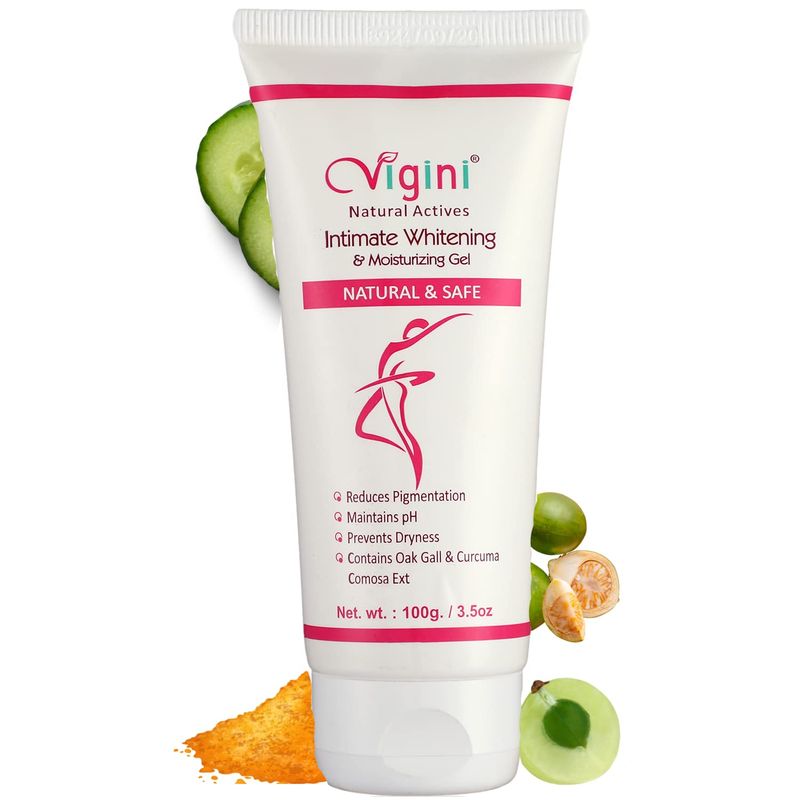 Vigini®
Natural Actives
Intimate Whitening
& Moisturizing Gel
NATURAL & SAFE
Reduces Pigmentation
Maintains pH
Prevents Dryness
Contains Oak Gall & Curcuma
Comosa Ext
Net. wt. : 100g. / 3.5oz